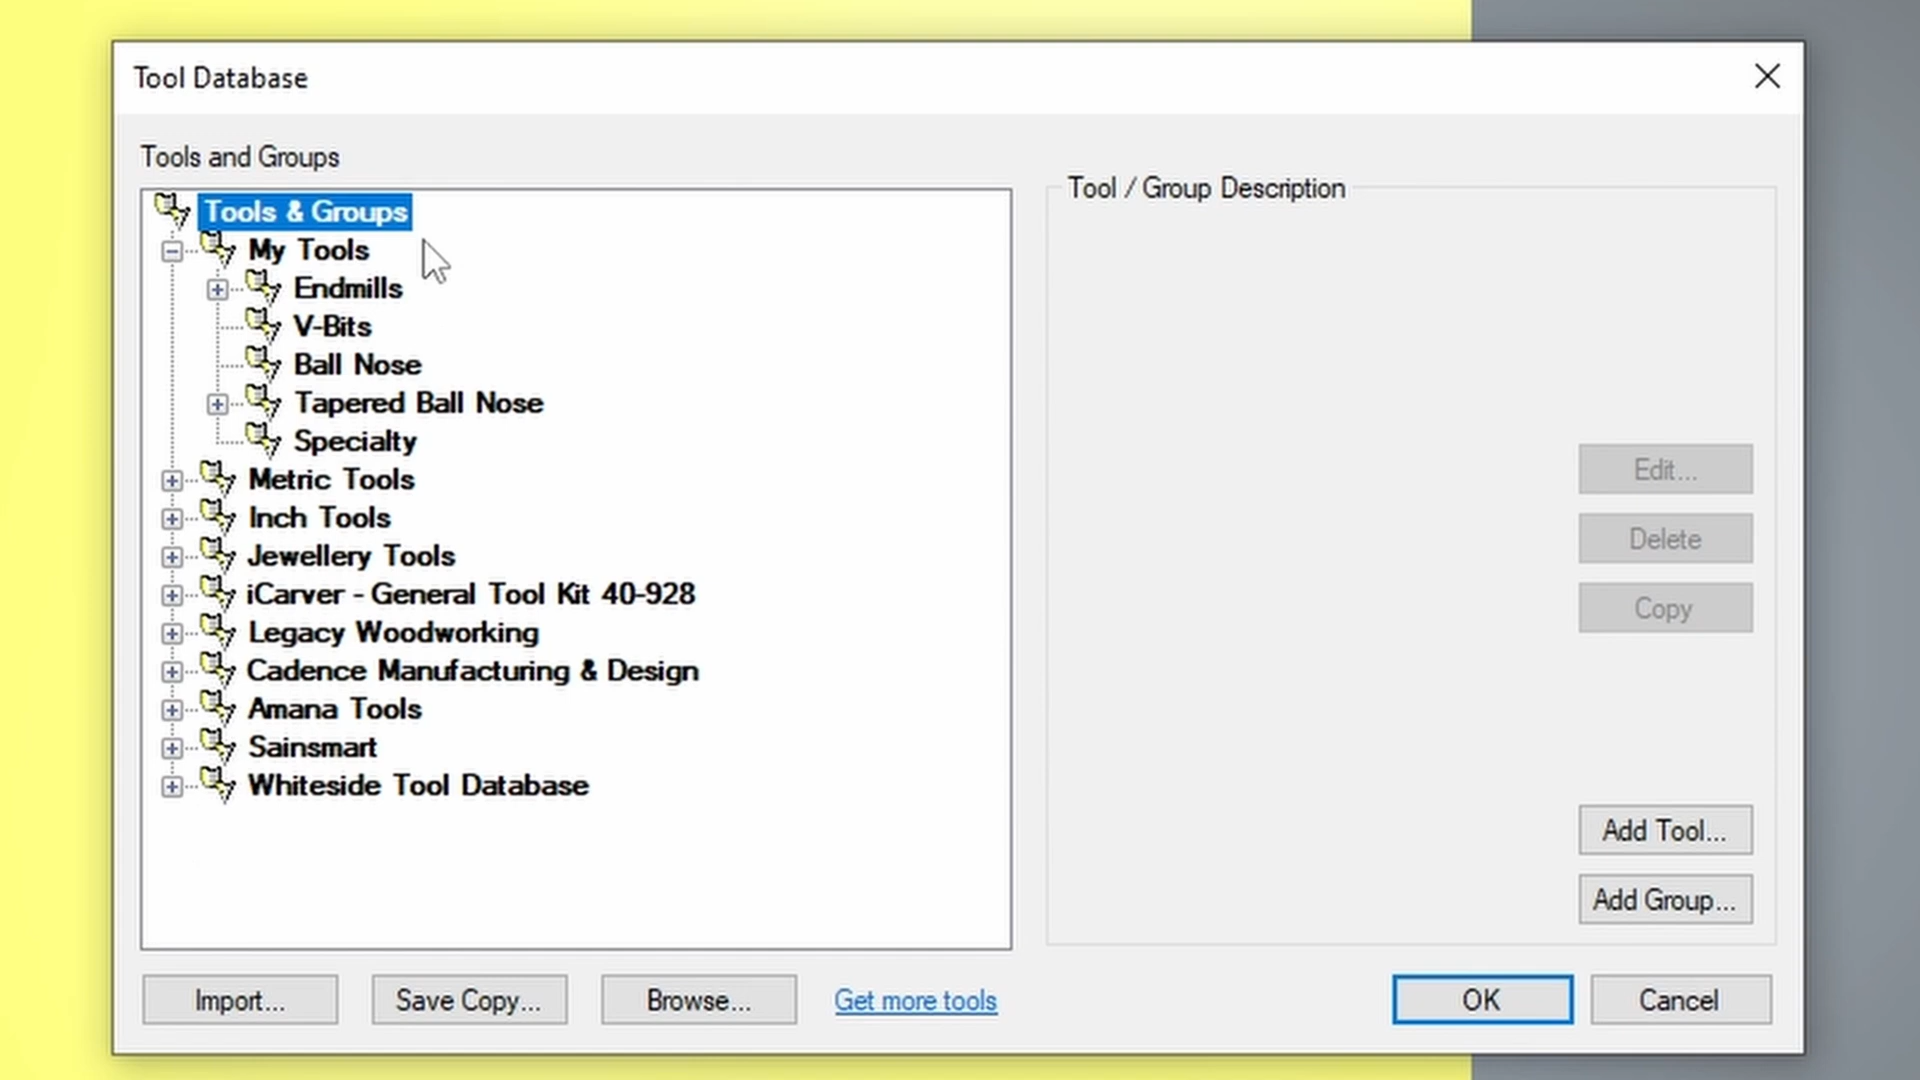 Tool Database
Tools and Groups
Tools & Groups
My Tools
Endmills
V-Bits
Ball Nose
Tapered Ball Nose
Specialty
Metric Tools
Inch Tools
Jewellery Tools
iCarver - General Tool Kit 40-928
Legacy Woodworking
Cadence Manufacturing & Design
Amana Tools
Sainsmart
Whiteside Tool Database
Tool / Group Description
Edit...
Delete
Copy
Add Tool...
Add Group...
Import...
Save Copy...
Browse...
Get more tools
OK
Cancel